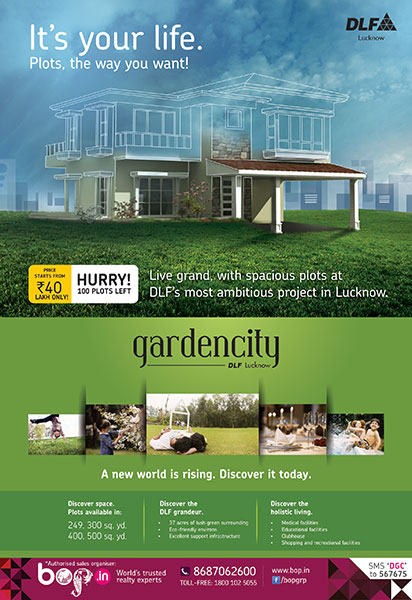 It's your life.
Plots, the way you want!
DLF
Lucknow
PRICE
STARTS FROM
₹40
LAKH ONLY!
HURRY!
100 PLOTS LEFT
Live grand, with spacious plots at
DLF's most ambitious project in Lucknow.
gardencity
DLF Lucknow
A new world is rising. Discover it today.
Discover space.
Plots available in:
249, 300 sq. yd.
400, 500 sq. yd.
Discover the
DLF grandeur.
• 37 acres of lush green surrounding
• Eco-friendly environ
• Excellent support infrastructure
Discover the
holistic living.
• Medical facilities
• Educational facilities
• Clubhouse
• Shopping and recreational facilities
*Authorised sales organiser:
bop.in
World's trusted
realty experts
8687062600
TOLL-FREE: 1800 102 5055
www.bop.in
/bopgrp
SMS 'DGC'
to 567675